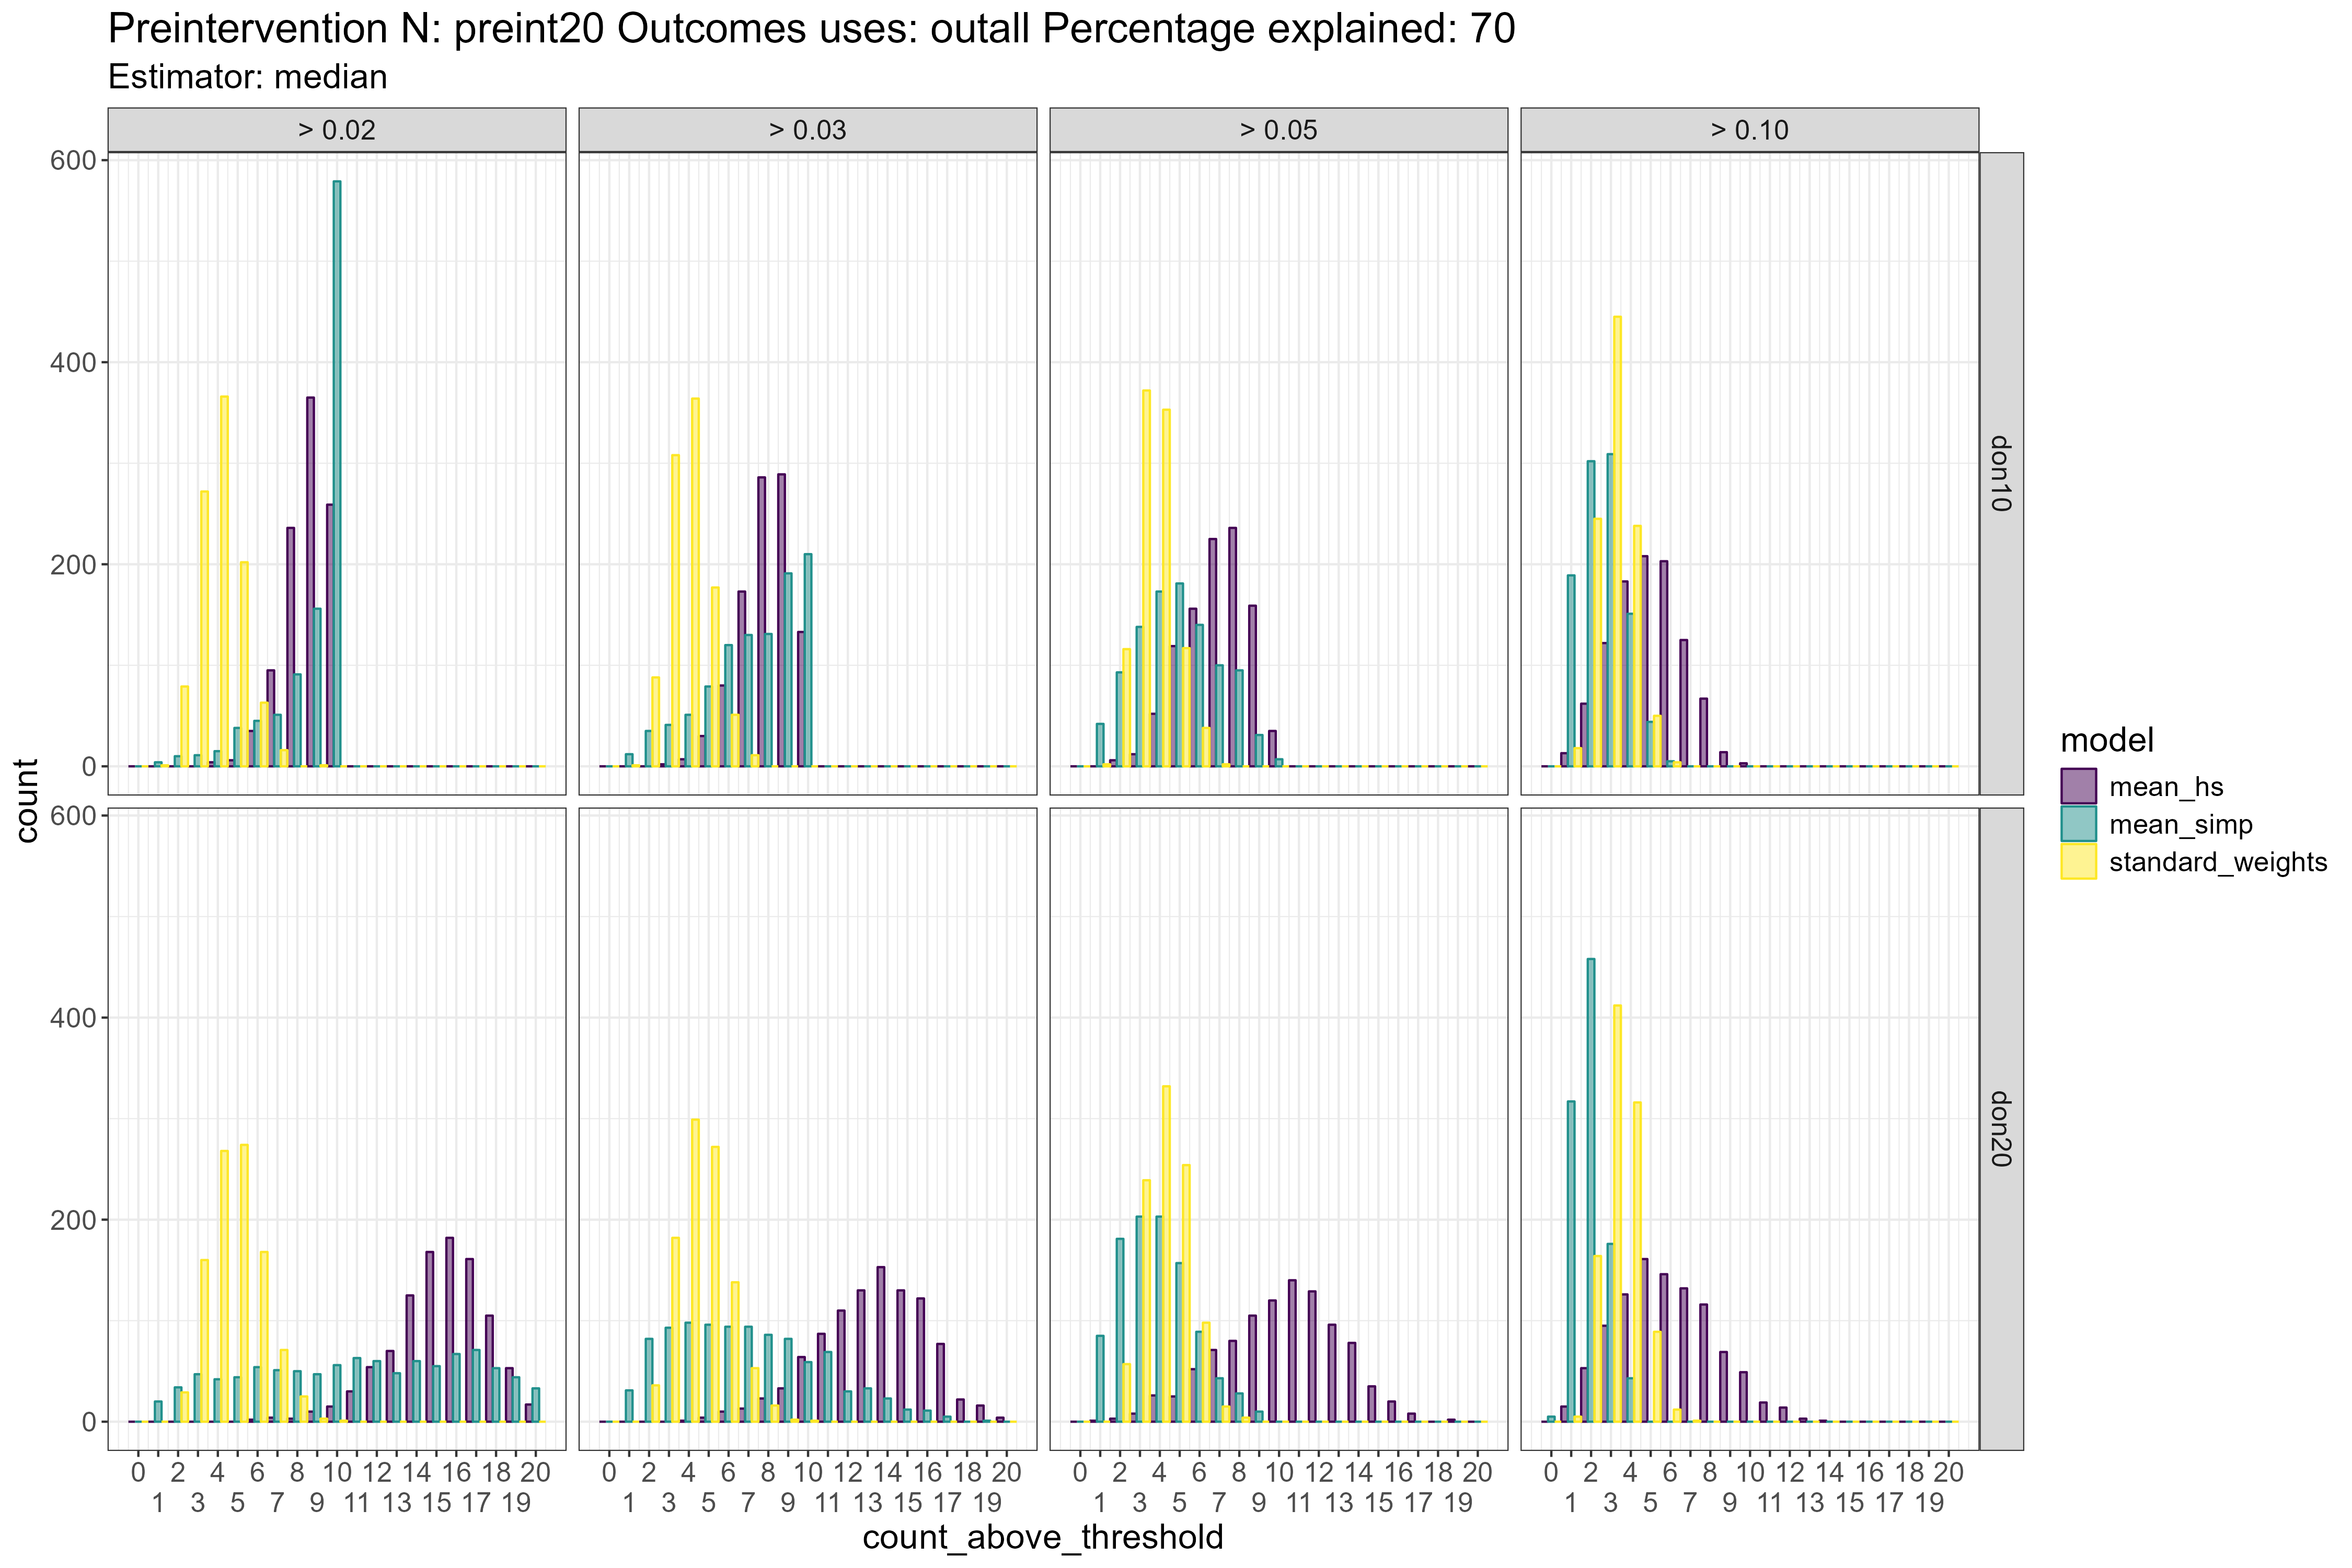 Preintervention N: preint20 Outcomes uses: outall Percentage explained: 70
Estimator: median
> 0.02 > 0.03 > 0.05 > 0.10
600
400
200
0
don10
600
400
200
0
don20
count
0 2 4 6 8 10 12 14 16 18 20 0 2 4 6 8 10 12 14 16 18 20 0 2 4 6 8 10 12 14 16 18 20 0 2 4 6 8 10 12 14 16 18 20
1 3 5 7 9 11 13 15 17 19 1 3 5 7 9 11 13 15 17 19 1 3 5 7 9 11 13 15 17 19 1 3 5 7 9 11 13 15 17 19
count_above_threshold
model
mean_hs
mean_simp
standard_weights